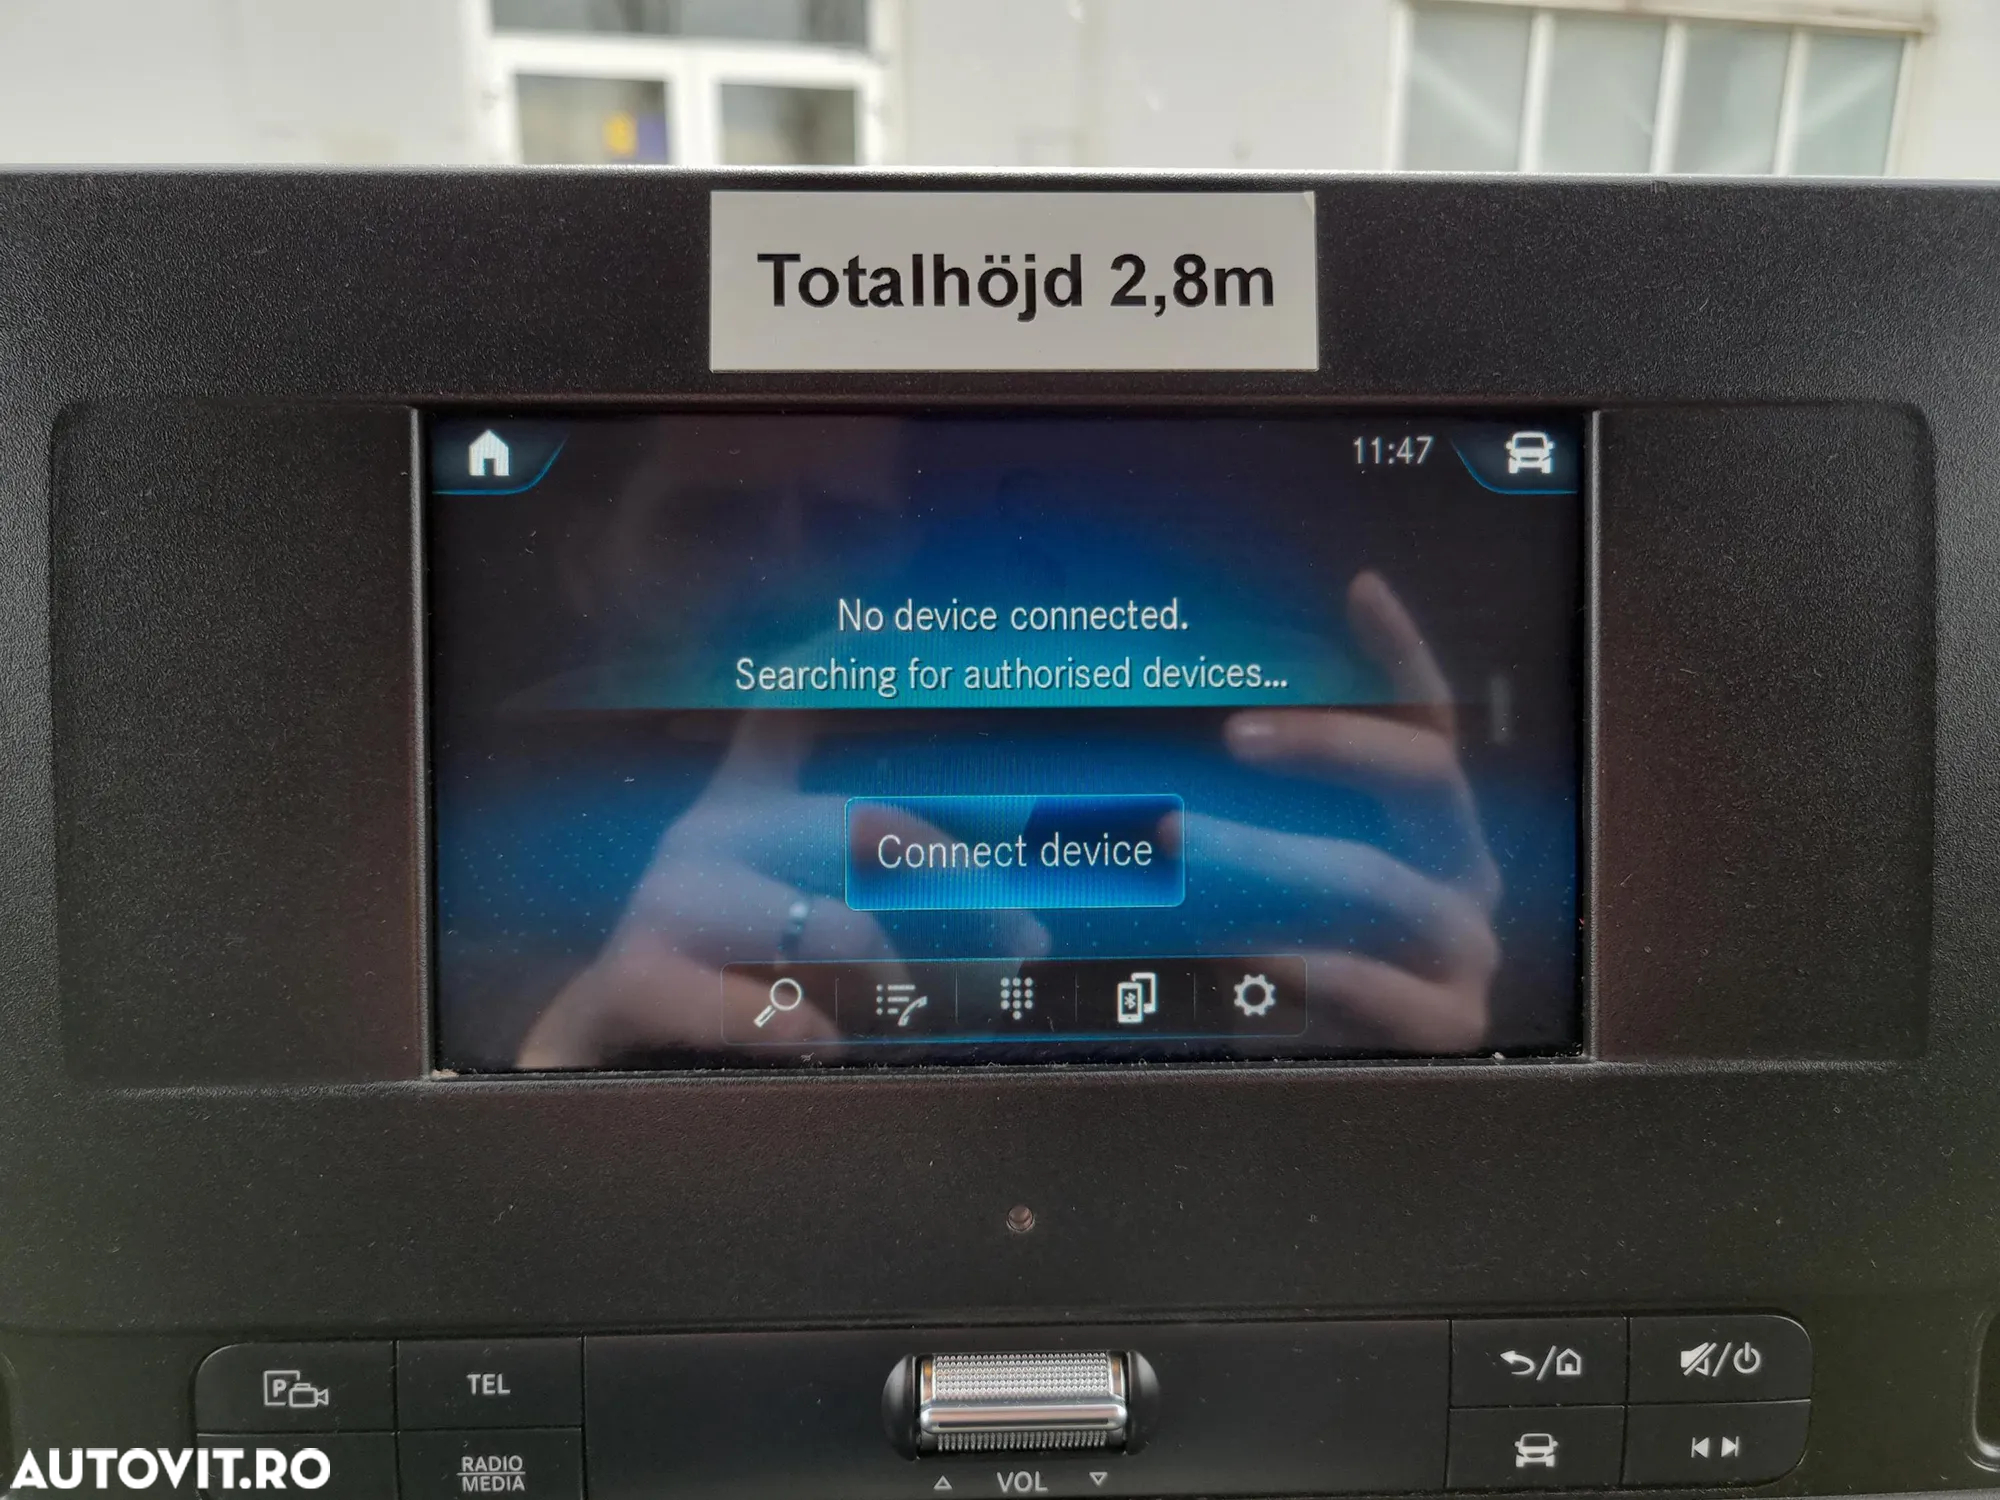 Totalhöjd 2,8m
11:47
No device connected.
Searching for authorised devices...
Connect device
P
TEL
RADIO
MEDIA
VOL
AUTOVIT.RO